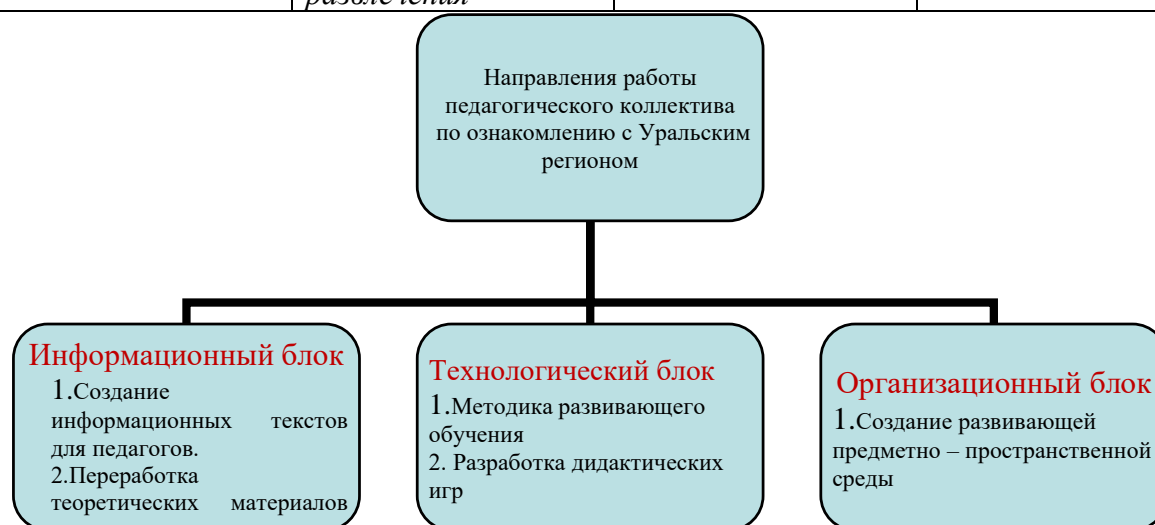 развлечения
Направления работы
педагогического коллектива
по ознакомлению с Уральским
регионом
Информационный блок
1.Создание
информационных текстов
для педагогов.
2.Переработка
теоретических материалов
Технологический блок
1.Методика развивающего
обучения
2. Разработка дидактических
игр
Организационный блок
1.Создание развивающей
предметно – пространственной
среды